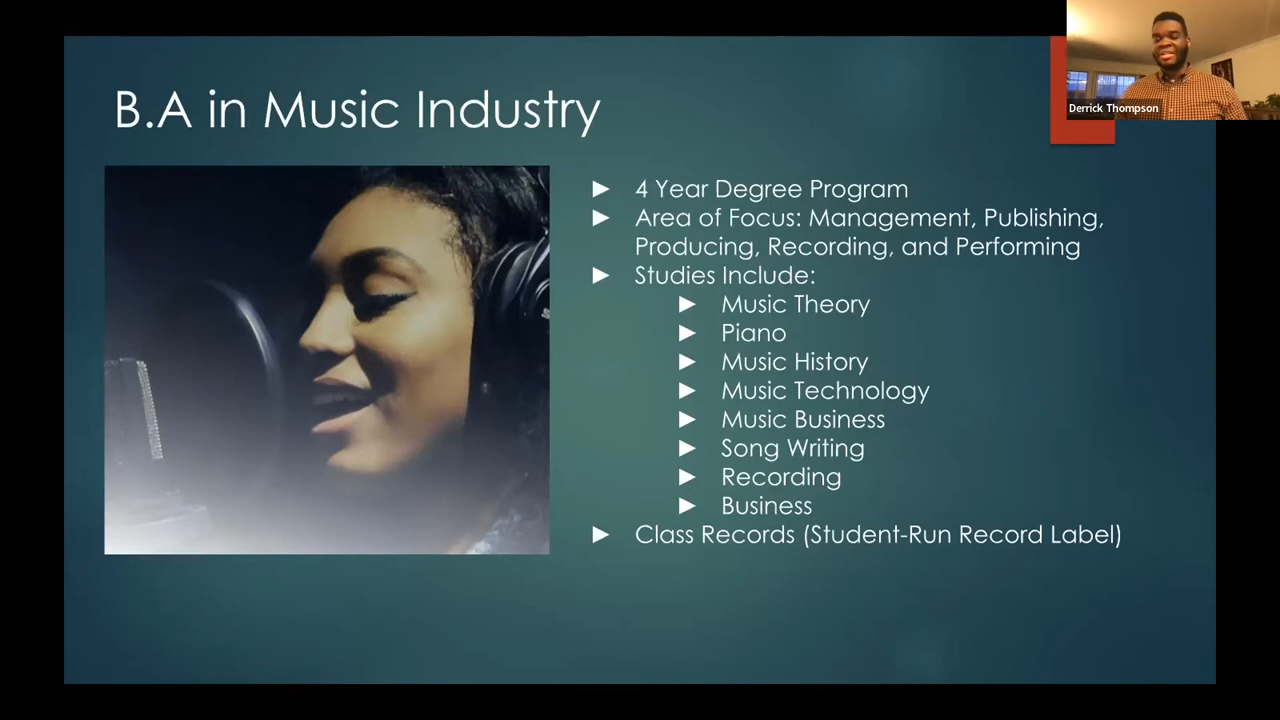 B.A in Music Industry
Derrick Thompson
► 4 Year Degree Program
► Area of Focus: Management, Publishing,
Producing, Recording, and Performing
► Studies Include:
► Music Theory
► Piano
► Music History
► Music Technology
► Music Business
► Song Writing
► Recording
► Business
► Class Records (Student-Run Record Label)